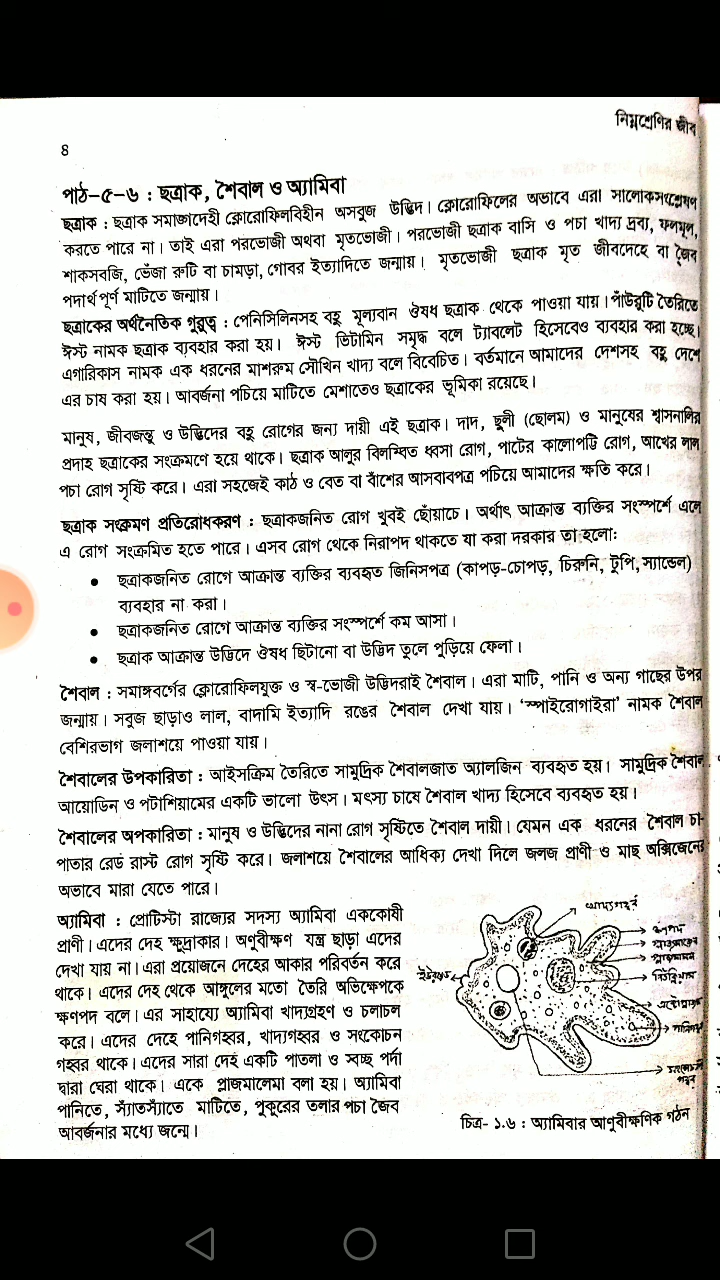 নিম্নশ্রেণির জীব
৪
পাঠ–৫–৬ : ছত্রাক, শৈবাল ও অ্যামিবা
ছত্রাক : ছত্রাক সমাঙ্গদেহী ক্লোরোফিলবিহীন অসবুজ উদ্ভিদ। ক্লোরোফিলের অভাবে এরা সালোকসংশ্লেষণ
করতে পারে না। তাই এরা পরভোজী অথবা মৃতভোজী। পরভোজী ছত্রাক বাসি ও পচা খাদ্য দ্রব্য, ফলমূল,
শাকসবজি, ভেঁজা রুটি বা চামড়া, গোবর ইত্যাদিতে জন্মায়। মৃতভোজী ছত্রাক মৃত জীবদেহে বা জৈব
পদার্থ পূর্ণ মাটিতে জন্মায়।
ছত্রাকের অর্থনৈতিক গুরুত্ব : পেনিসিলিনসহ বহু মূল্যবান ঔষধ ছত্রাক থেকে পাওয়া যায়। পাঁউরুটি তৈরিতে
ঈস্ট নামক ছত্রাক ব্যবহার করা হয়। ঈস্ট ভিটামিন সমৃদ্ধ বলে ট্যাবলেট হিসেবেও ব্যবহার করা হচ্ছে।
এগারিকাস নামক এক ধরনের মাশরুম সৌখিন খাদ্য বলে বিবেচিত। বর্তমানে আমাদের দেশসহ বহু দেশে
এর চাষ করা হয়। আবর্জনা পচিয়ে মাটিতে মেশাতেও ছত্রাকের ভূমিকা রয়েছে।
মানুষ, জীবজন্তু ও উদ্ভিদের বহু রোগের জন্য দায়ী এই ছত্রাক। দাদ, ছুলী (ছোলম) ও মানুষের শ্বাসনালির
প্রদাহ ছত্রাকের সংক্রমণে হয়ে থাকে। ছত্রাক আলুর বিলম্বিত ধ্বসা রোগ, পাটের কালোপট্টি রোগ, আখের লাল
পচা রোগ সৃষ্টি করে। এরা সহজেই কাঠ ও বেত বা বাঁশের আসবাবপত্র পচিয়ে আমাদের ক্ষতি করে।
ছত্রাক সংক্রমণ প্রতিরোধকরণ : ছত্রাকজনিত রোগ খুবই ছোঁয়াচে। অর্থাৎ আক্রান্ত ব্যক্তির সংস্পর্শে এলে
এ রোগ সংক্রমিত হতে পারে। এসব রোগ থেকে নিরাপদ থাকতে যা করা দরকার তা হলো:
• ছত্রাকজনিত রোগে আক্রান্ত ব্যক্তির ব্যবহৃত জিনিসপত্র (কাপড়-চোপড়, চিরুনি, টুপি, স্যান্ডেল)
ব্যবহার না করা।
• ছত্রাকজনিত রোগে আক্রান্ত ব্যক্তির সংস্পর্শে কম আসা।
• ছত্রাক আক্রান্ত উদ্ভিদে ঔষধ ছিটানো বা উদ্ভিদ তুলে পুড়িয়ে ফেলা।
শৈবাল : সমাঙ্গবর্গের ক্লোরোফিলযুক্ত ও স্ব-ভোজী উদ্ভিদরাই শৈবাল। এরা মাটি, পানি ও অন্য গাছের উপর
জন্মায়। সবুজ ছাড়াও লাল, বাদামি ইত্যাদি রঙের শৈবাল দেখা যায়। ‘স্পাইরোগাইরা’ নামক শৈবাল
বেশিরভাগ জলাশয়ে পাওয়া যায়।
শৈবালের উপকারিতা : আইসক্রিম তৈরিতে সামুদ্রিক শৈবালজাত অ্যালজিন ব্যবহৃত হয়। সামুদ্রিক শৈবাল
আয়োডিন ও পটাশিয়ামের একটি ভালো উৎস। মৎস্য চাষে শৈবাল খাদ্য হিসেবে ব্যবহৃত হয়।
শৈবালের অপকারিতা : মানুষ ও উদ্ভিদের নানা রোগ সৃষ্টিতে শৈবাল দায়ী। যেমন এক ধরনের শৈবাল চা-
পাতার রেড রাস্ট রোগ সৃষ্টি করে। জলাশয়ে শৈবালের আধিক্য দেখা দিলে জলজ প্রাণী ও মাছ অক্সিজেনের
অভাবে মারা যেতে পারে।
অ্যামিবা : প্রোটিস্টা রাজ্যের সদস্য অ্যামিবা এককোষী
প্রাণী। এদের দেহ ক্ষুদ্রাকার। অণুবীক্ষণ যন্ত্র ছাড়া এদের
দেখা যায় না। এরা প্রয়োজনে দেহের আকার পরিবর্তন করে
থাকে। এদের দেহ থেকে আঙ্গুলের মতো তৈরি অভিক্ষেপকে
ক্ষণপদ বলে। এর সাহায্যে অ্যামিবা খাদ্যগ্রহণ ও চলাচল
করে। এদের দেহে পানিগহ্বর, খাদ্যগহ্বর ও সংকোচন
গহ্বর থাকে। এদের সারা দেহ একটি পাতলা ও স্বচ্ছ পর্দা
দ্বারা ঘেরা থাকে। একে প্লাজমালেমা বলা হয়। অ্যামিবা
পানিতে, স্যাঁতস্যাঁতে মাটিতে, পুকুরের তলার পচা জৈব
আবর্জনার মধ্যে জন্মে।
খাদ্যগহ্বর
ক্ষণপদ
চিত্র- ১.৬ : অ্যামিবার আণুবীক্ষণিক গঠন